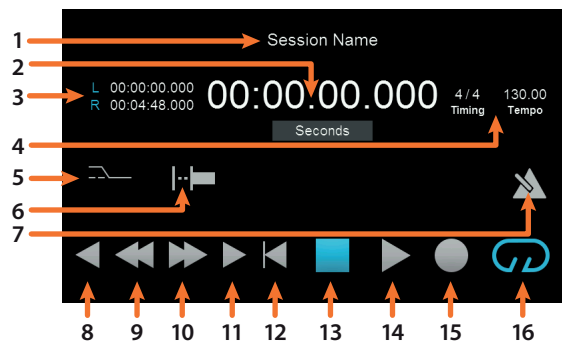 1 Session Name
2
3 L 00:00:00.000 00:00:00.000 4 / 4 130.00
R 00:04:48.000 Timing Tempo
4 Seconds
5
6
7
8 9 10 11 12 13 14 15 16